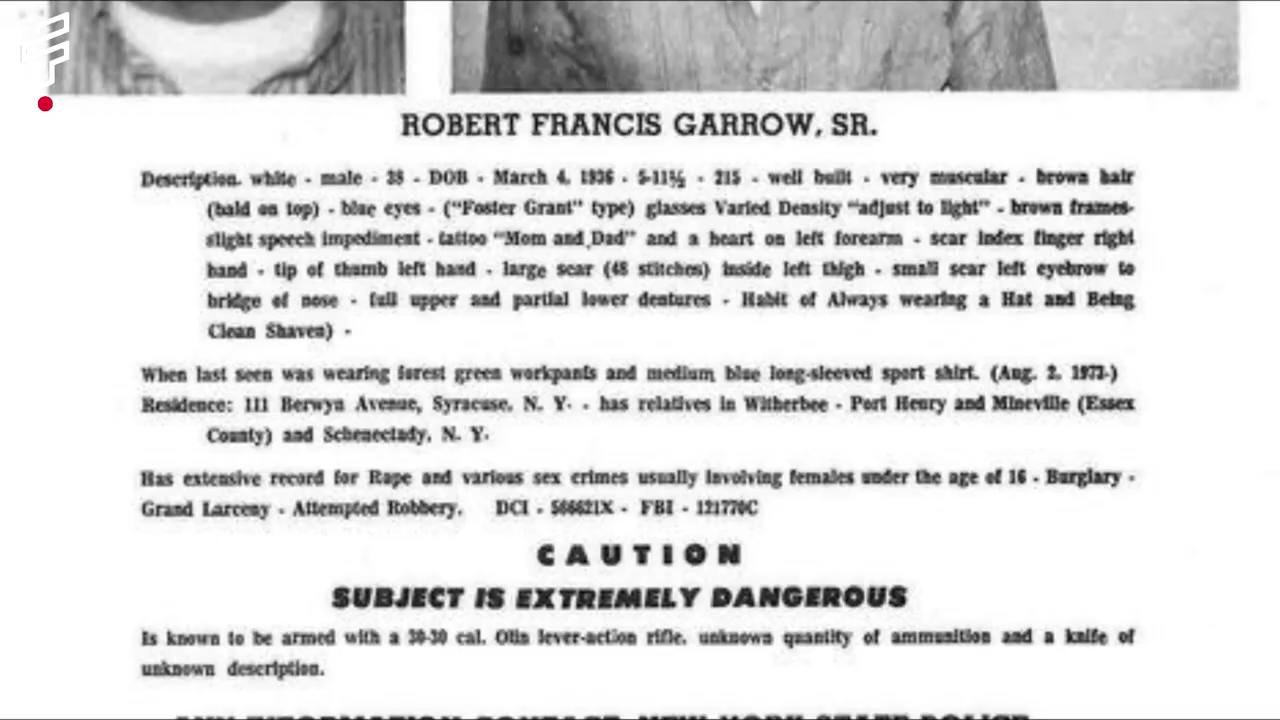 ROBERT FRANCIS GARROW, SR.
Description. white - male - 38 - DOB - March 4, 1936 - 5-11½ - 215 - well built - very muscular - brown hair
(bald on top) - blue eyes - ("Foster Grant" type) glasses Varied Density "adjust to light" - brown frames-
slight speech impediment - tattoo "Mom and Dad" and a heart on left forearm - scar index finger right
hand - tip of thumb left hand - large scar (48 stitches) inside left thigh - small scar left eyebrow to
bridge of nose - full upper and partial lower dentures - Habit of Always wearing a Hat and Being
Clean Shaven) -
When last seen was wearing forest green workpants and medium blue long-sleeved sport shirt. (Aug. 2, 1973-)
Residence: 111 Berwyn Avenue, Syracuse, N. Y. - has relatives in Witherbee - Port Henry and Mineville (Essex
County) and Schenectady, N. Y.
Has extensive record for Rape and various sex crimes usually involving females under the age of 16 - Burglary -
Grand Larceny - Attempted Robbery. DCI - 566621X - FBI - 121770C
CAUTION
SUBJECT IS EXTREMELY DANGEROUS
Is known to be armed with a 30-30 cal. Olin lever-action rifle, unknown quantity of ammunition and a knife of
unknown description.
INFORMATION CONTACT NEW YORK STATE POLICE